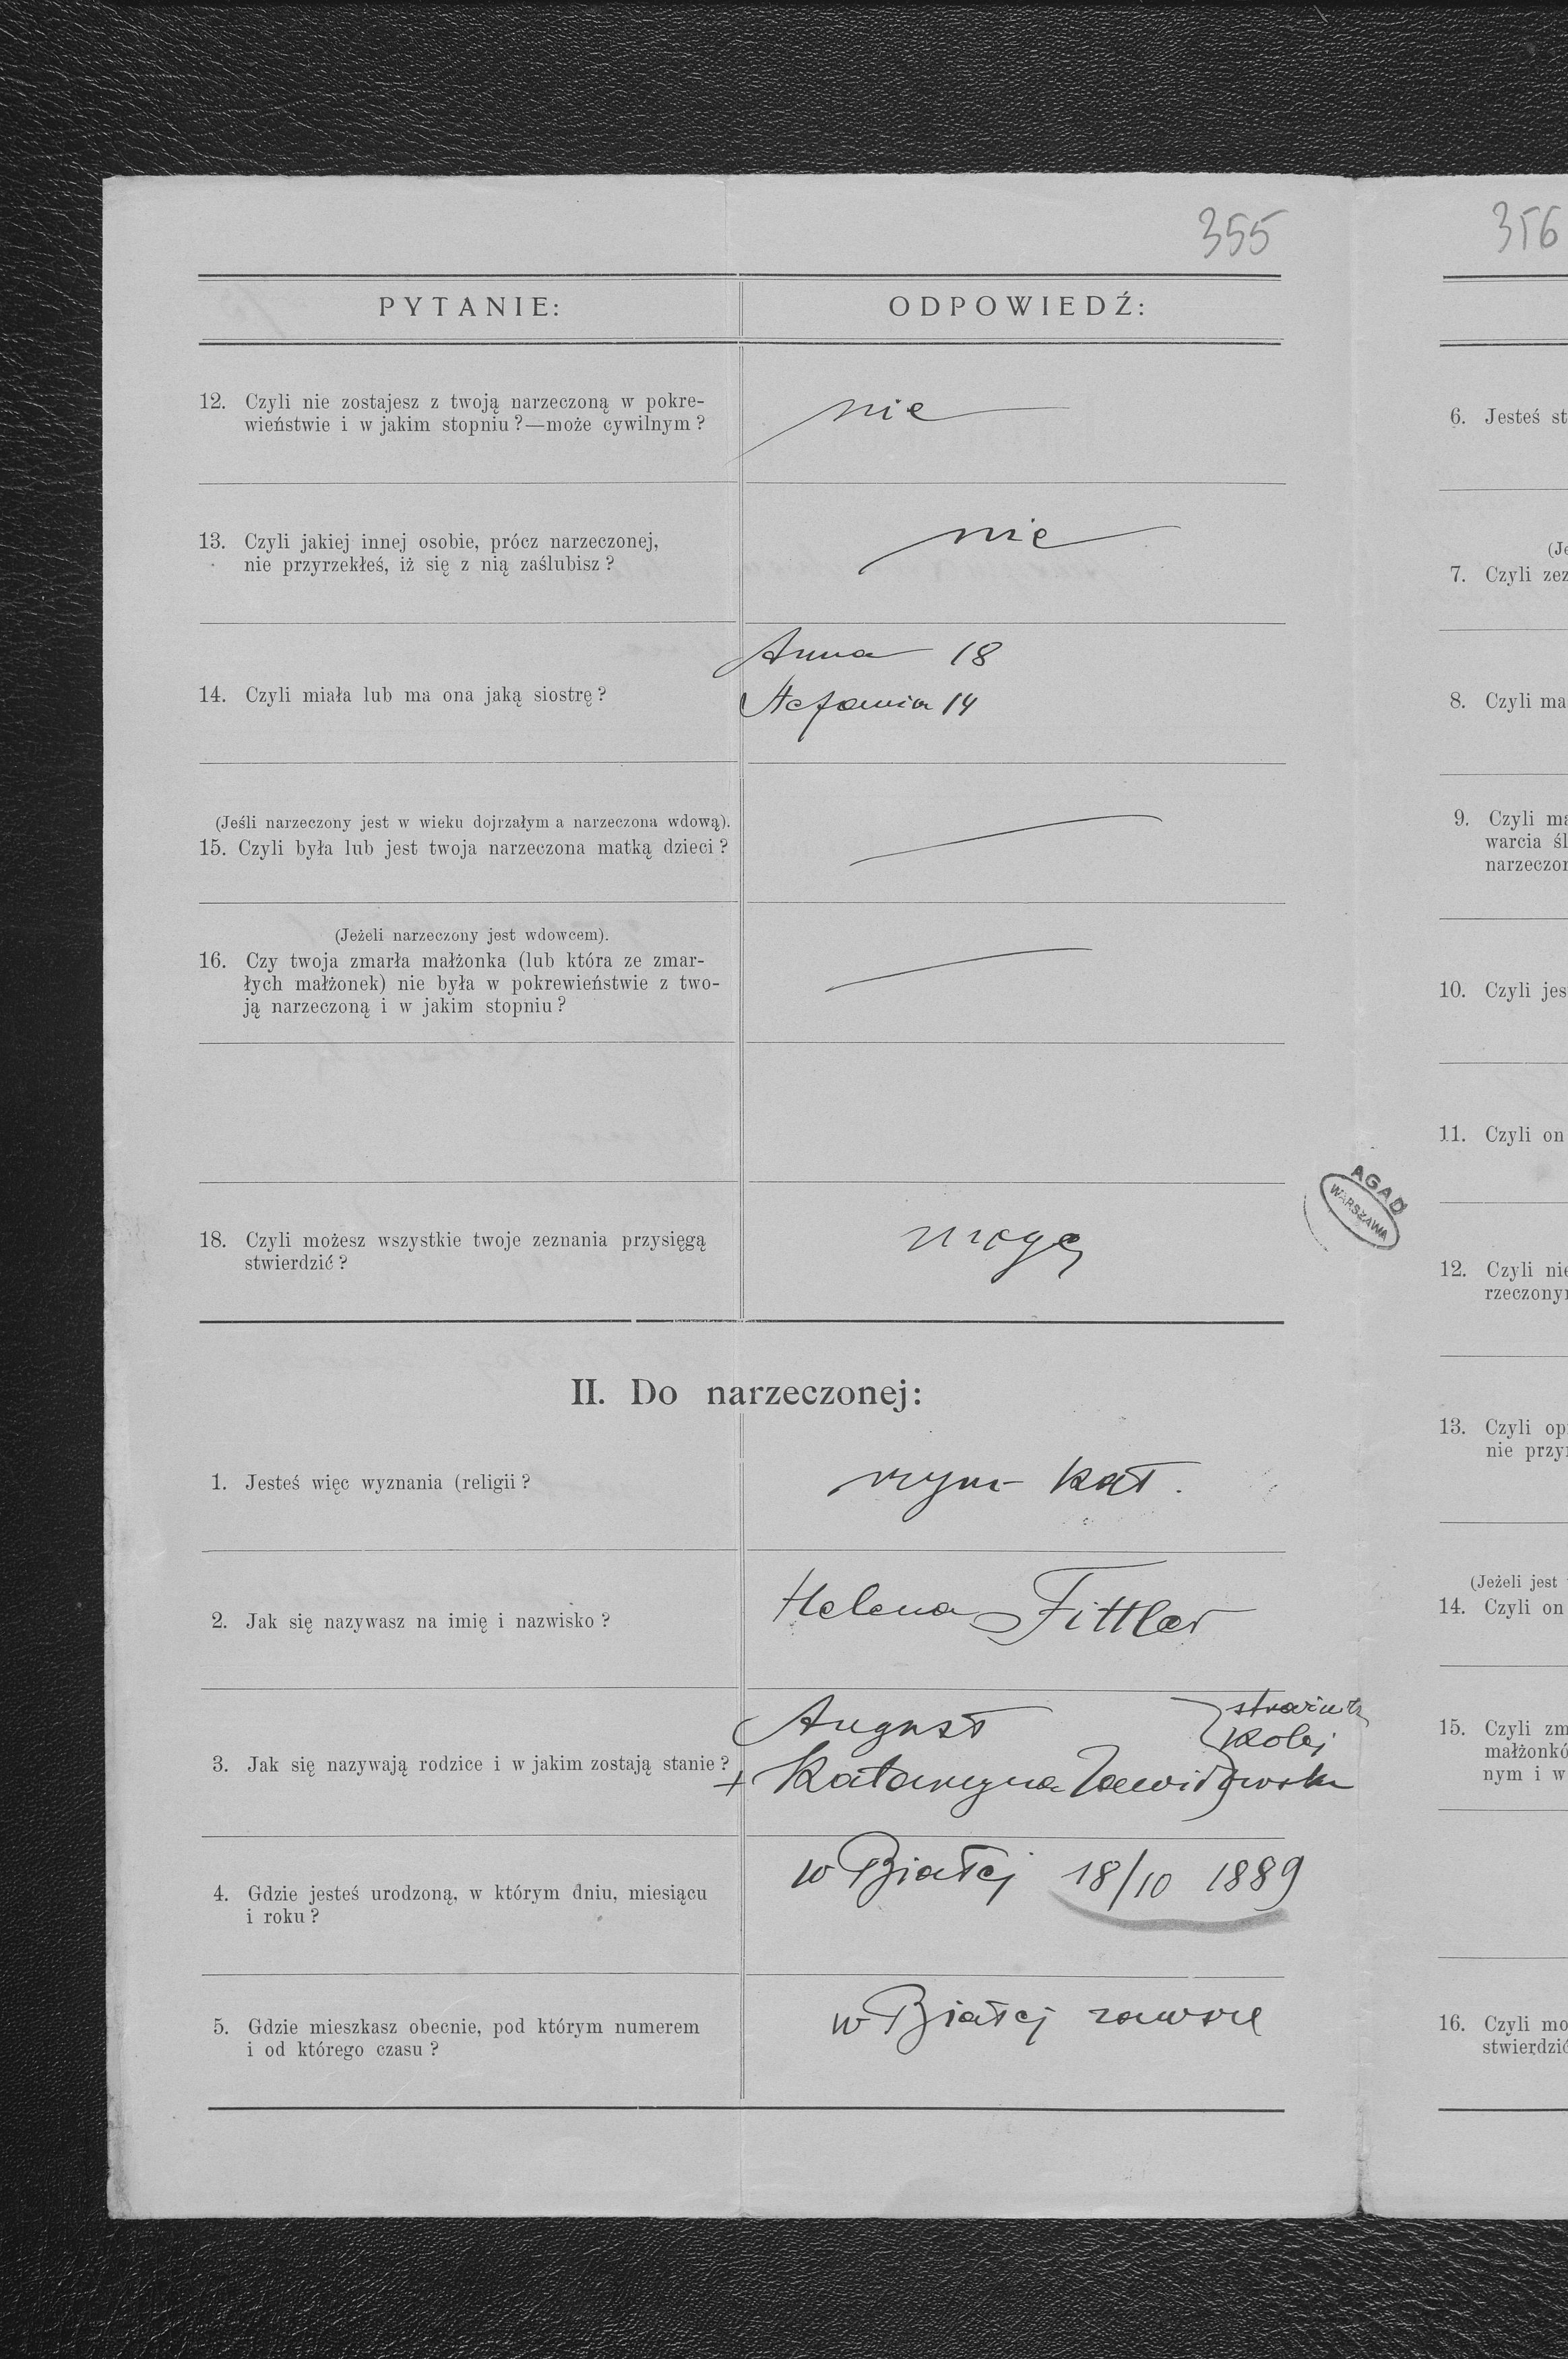 355
PYTANIE: ODPOWIEDŹ:
12. Czyli nie zostajesz z twoją narzeczoną w pokre-
wieństwie i w jakim stopniu?—może cywilnym?
nie
13. Czyli jakiej innej osobie, prócz narzeczonej,
nie przyrzekłeś, iż się z nią zaślubisz?
nie
14. Czyli miała lub ma ona jaką siostrę?
Anna 18
Stefania 14
(Jeśli narzeczony jest w wieku dojrzałym a narzeczona wdową).
15. Czyli była lub jest twoja narzeczona matką dzieci?
(Jeżeli narzeczony jest wdowcem).
16. Czy twoja zmarła małżonka (lub która ze zmar-
łych małżonek) nie była w pokrewieństwie z two-
ją narzeczoną i w jakim stopniu?
18. Czyli możesz wszystkie twoje zeznania przysięgą
stwierdzić?
mogę
II. Do narzeczonej:
1. Jesteś więc wyznania (religii?
rzym kat.
2. Jak się nazywasz na imię i nazwisko?
Helena Fittler
3. Jak się nazywają rodzice i w jakim zostają stanie?
August
kolej
+ Katarzyna
4. Gdzie jesteś urodzoną, w którym dniu, miesiącu
i roku?
w Białej 18/10 1889
5. Gdzie mieszkasz obecnie, pod którym numerem
i od którego czasu?
w Białej zawsze
AGAD
WARSZAWA
356
6. Jesteś st
(Je
7. Czyli zez
8. Czyli ma
9. Czyli ma
warcia śl
narzeczon
10. Czyli jes
11. Czyli on
12. Czyli nie
rzeczony
13. Czyli op
nie przy
(Jeżeli jest
14. Czyli on
15. Czyli zm
małżonkó
nym i w
16. Czyli mo
stwierdzić